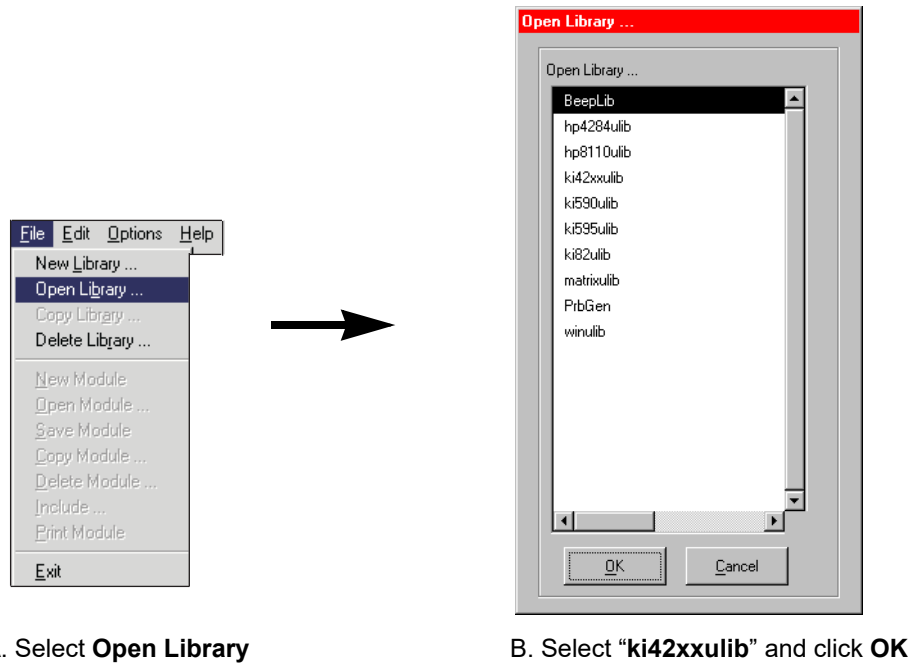 File Edit Options Help
New Library ...
Open Library ...
Copy Library ...
Delete Library ...
New Module
Open Module ...
Save Module
Copy Module ...
Delete Module ...
Include ...
Print Module
Exit
. Select Open Library
Open Library ...
Open Library ...
BeepLib
hp4284ulib
hp8110ulib
ki42xxulib
ki590ulib
ki595ulib
ki82ulib
matrixulib
PrbGen
winulib
OK Cancel
B. Select “ki42xxulib” and click OK